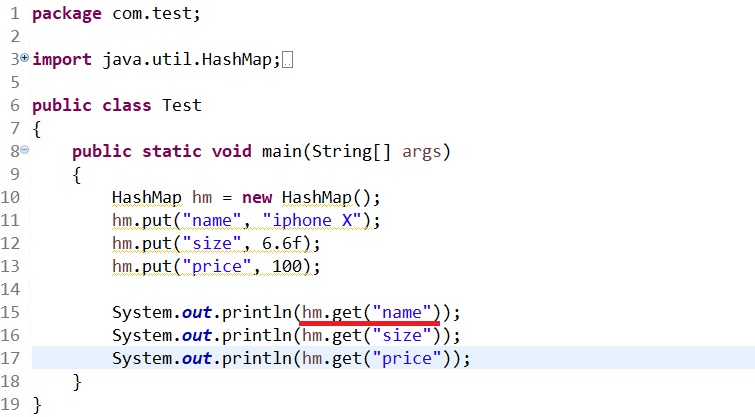 1 package com.test;
2
3 import java.util.HashMap;
5
6 public class Test
7 {
8     public static void main(String[] args)
9     {
10         HashMap hm = new HashMap();
11         hm.put("name", "iphone X");
12         hm.put("size", 6.6f);
13         hm.put("price", 100);
14
15         System.out.println(hm.get("name"));
16         System.out.println(hm.get("size"));
17         System.out.println(hm.get("price"));
18     }
19 }